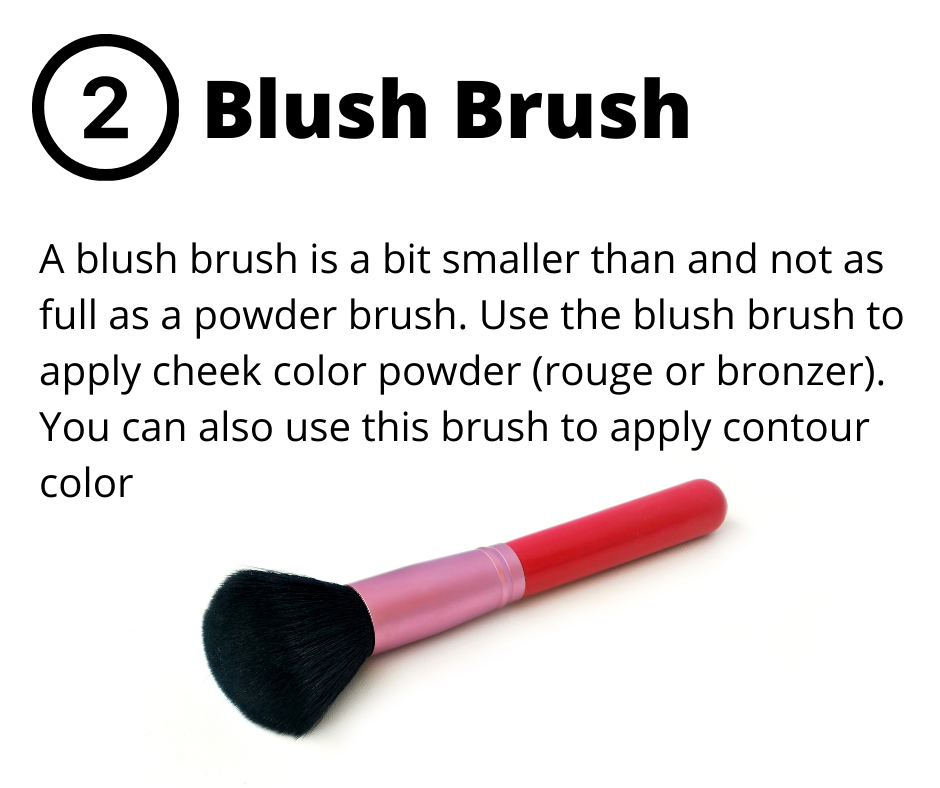 2 Blush Brush
A blush brush is a bit smaller than and not as
full as a powder brush. Use the blush brush to
apply cheek color powder (rouge or bronzer).
You can also use this brush to apply contour
color